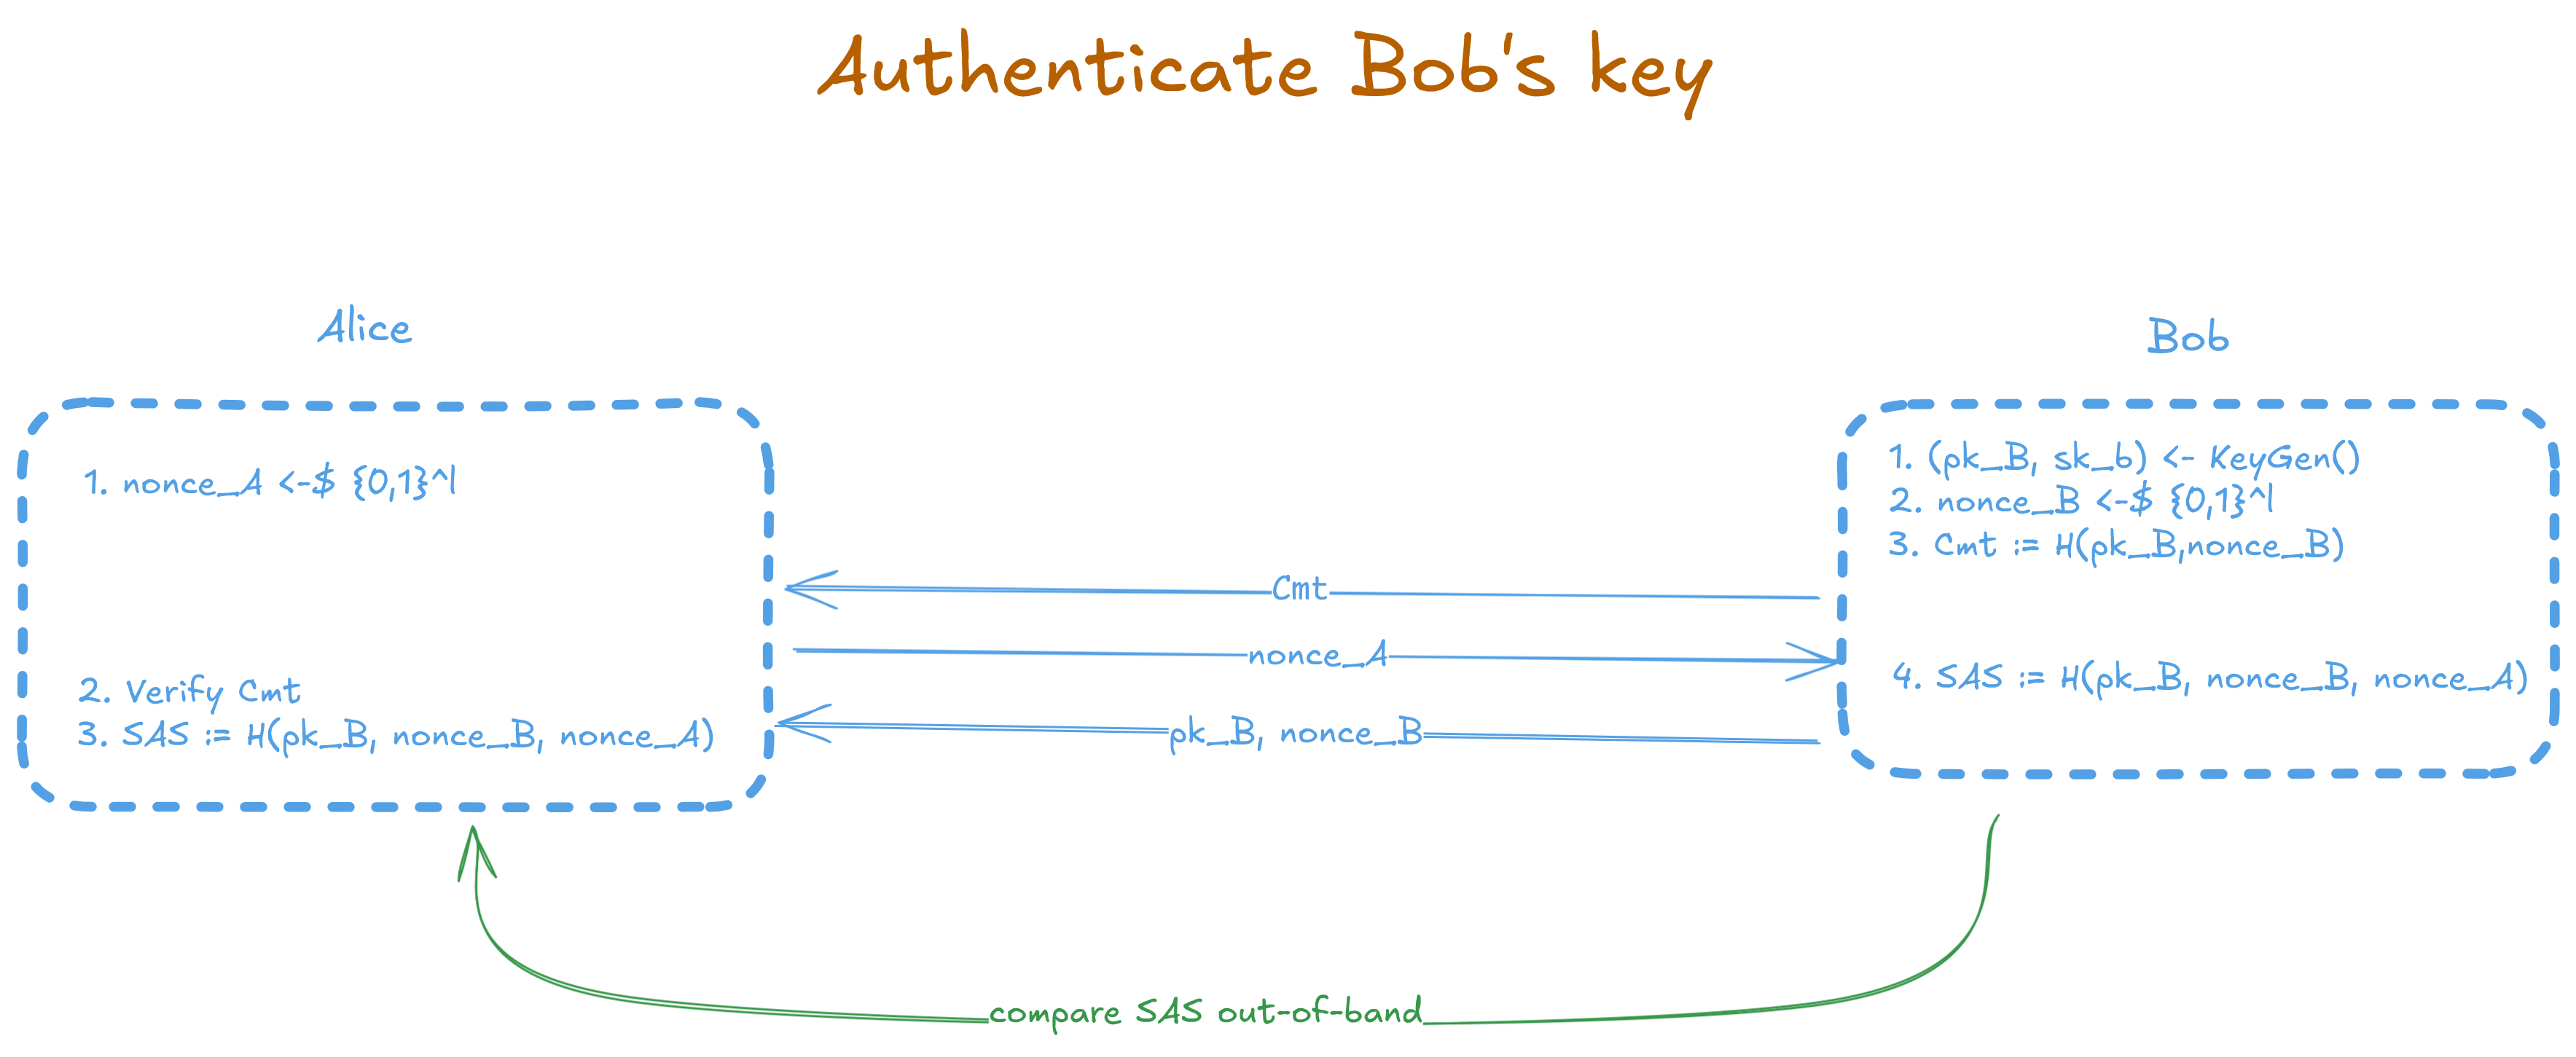 Authenticate Bob's key
Alice
Bob
1. nonce_A <-$ {0,1}^l
1. (pk_B, sk_b) <- KeyGen()
2. nonce_B <-$ {0,1}^l
3. Cmt := H(pk_B,nonce_B)
Cmt
nonce_A
4. SAS := H(pk_B, nonce_B, nonce_A)
2. Verify Cmt
3. SAS := H(pk_B, nonce_B, nonce_A)
pk_B, nonce_B
compare SAS out-of-band